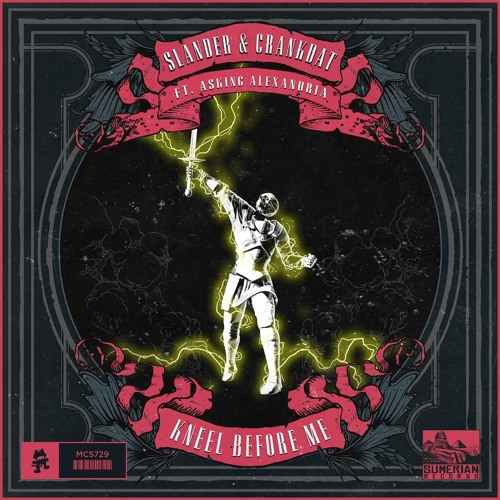 SLANDER & CRANKDAT
FT. ASKING ALEXANDRIA
KNEEL BEFORE ME
MCS729
SUMERIAN
RECORDS